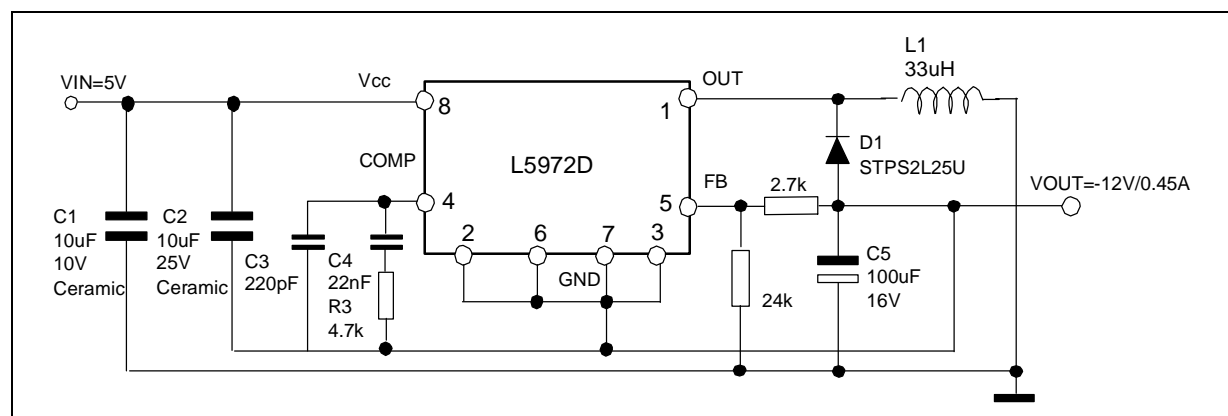 VIN=5V
Vcc
8
COMP
4
L5972D
OUT
1
FB
5
2
6
7
3
GND
L1
33uH
D1
STPS2L25U
2.7k
VOUT=-12V/0.45A
C1
10uF
10V
Ceramic
C2
10uF
25V
Ceramic
C3
220pF
C4
22nF
R3
4.7k
24k
C5
100uF
16V